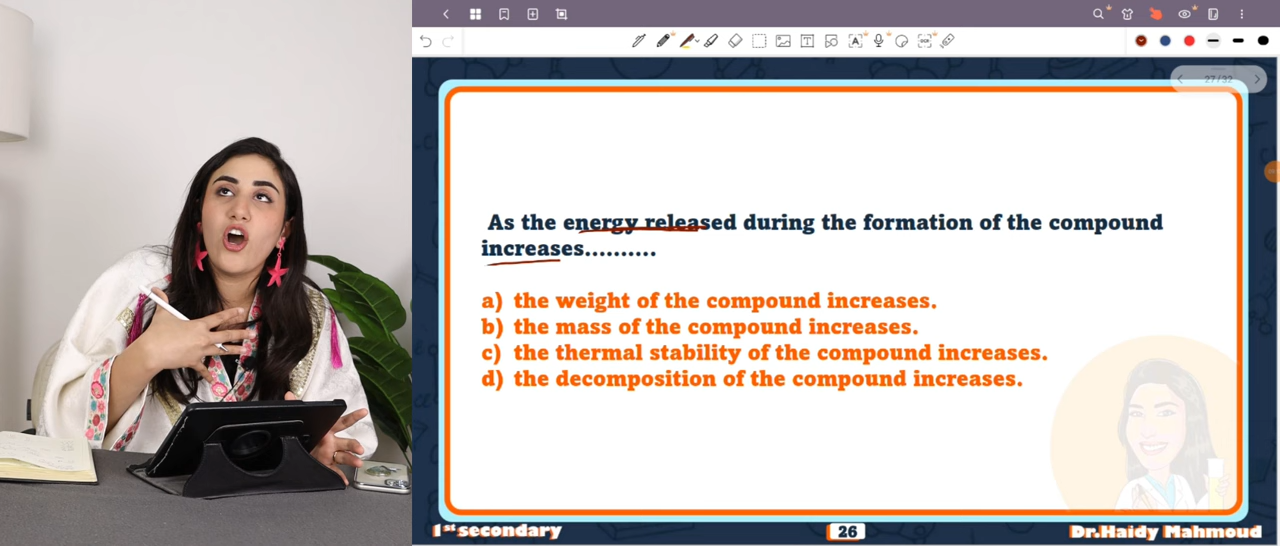 27/32
As the energy released during the formation of the compound
increases..........
a) the weight of the compound increases.
b) the mass of the compound increases.
c) the thermal stability of the compound increases.
d) the decomposition of the compound increases.
1st secondary
26
Dr.Haidy Mahmoud